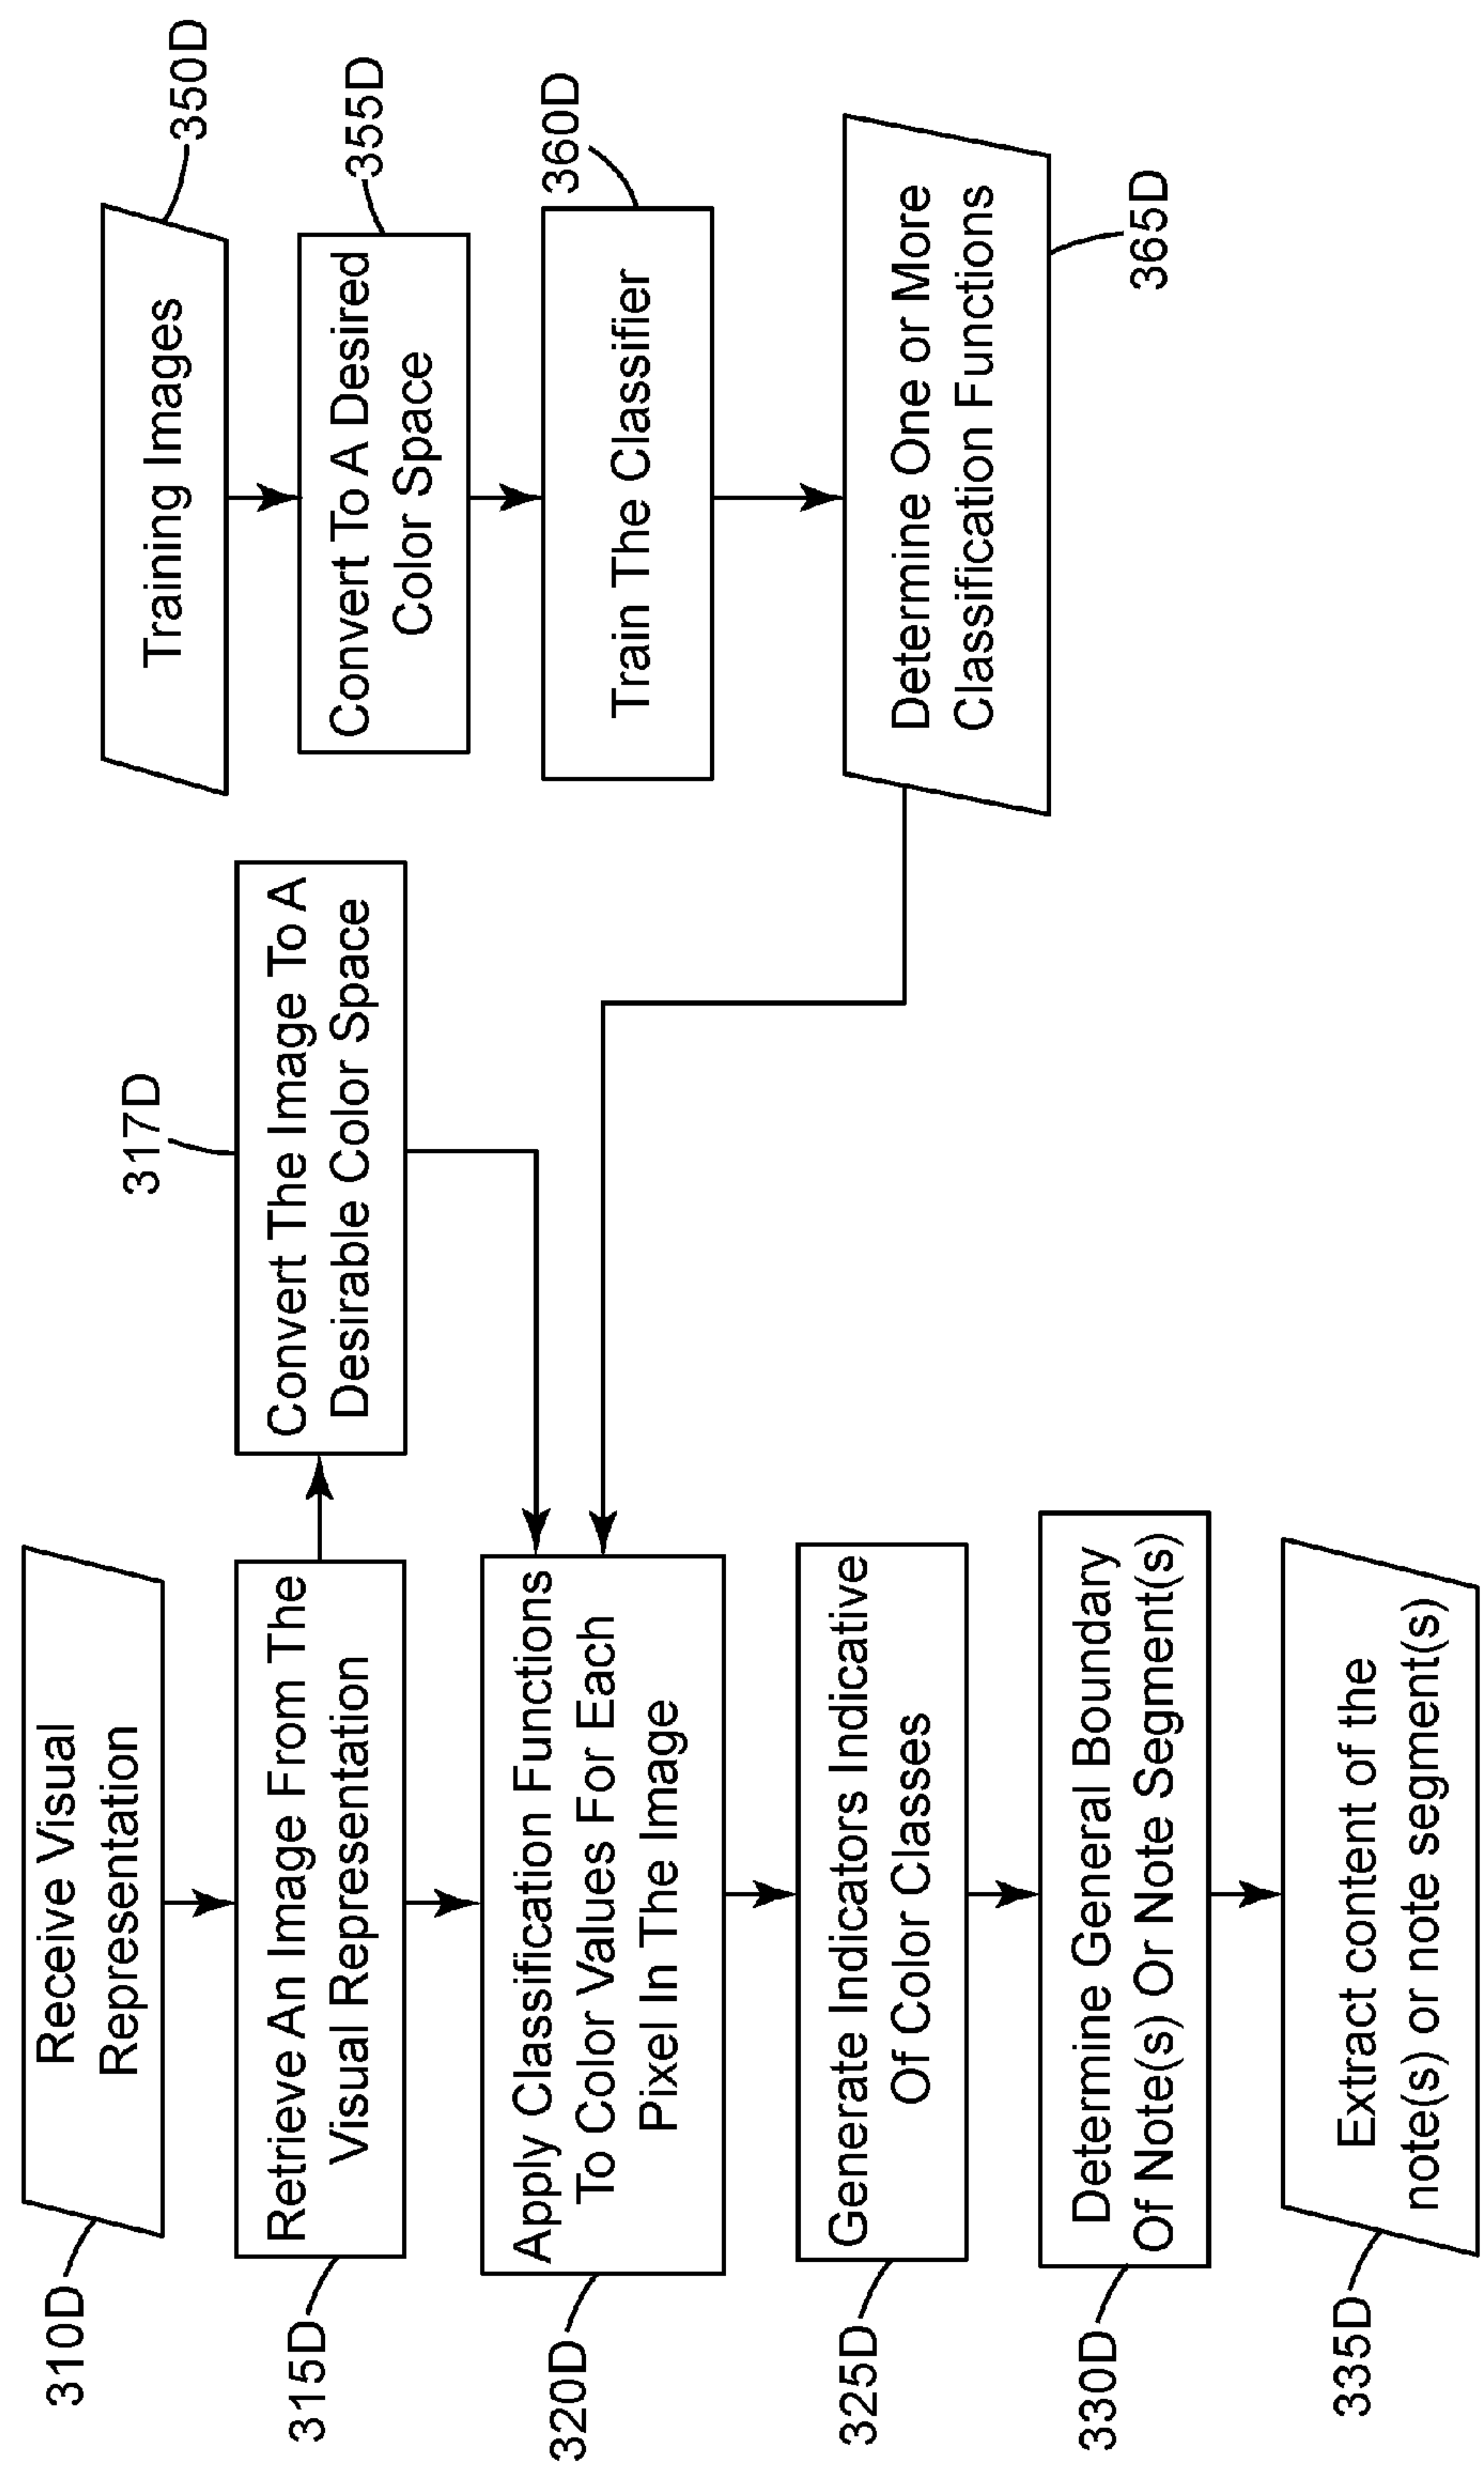 310D
Receive Visual
Representation
315D
Retrieve An Image From The
Visual Representation
317D
Convert The Image To A
Desirable Color Space
320D
Apply Classification Functions
To Color Values For Each
Pixel In The Image
325D
Generate Indicators Indicative
Of Color Classes
330D
Determine General Boundary
Of Note(s) Or Note Segment(s)
335D
Extract content of the
note(s) or note segment(s)
Training Images
350D
Convert To A Desired
Color Space
355D
Train The Classifier
360D
Determine One or More
Classification Functions
365D